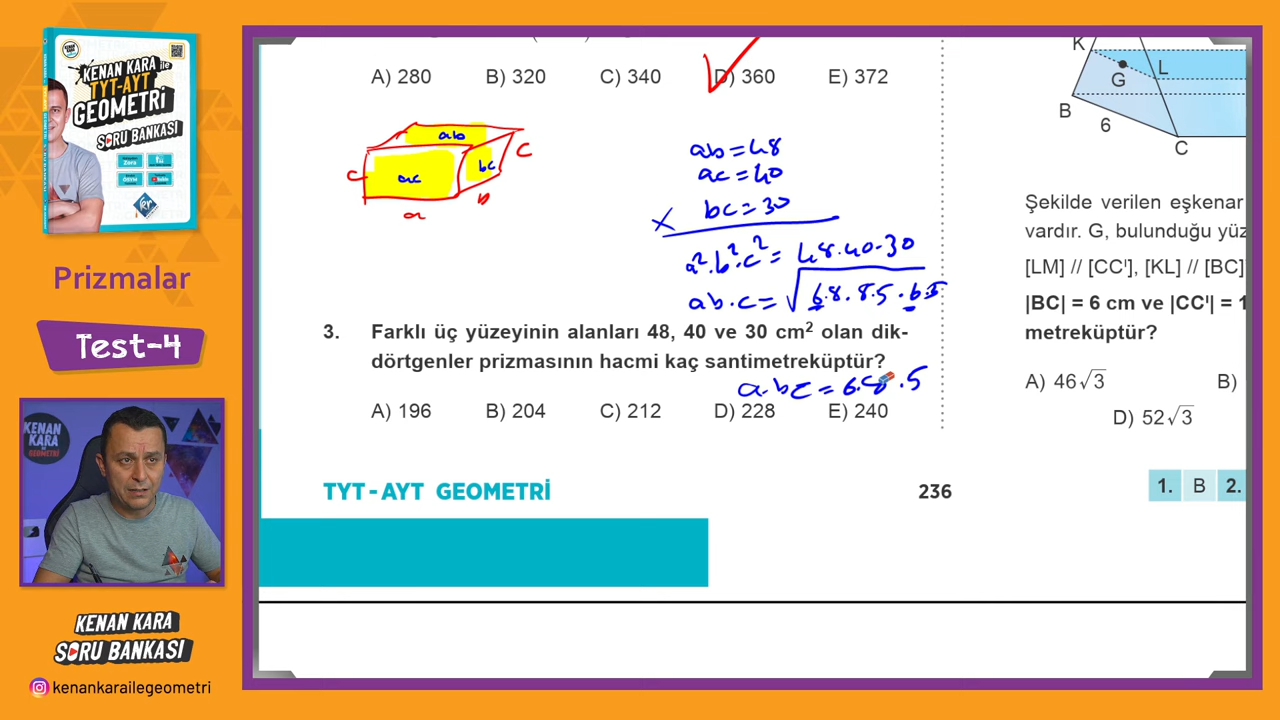 KENAN KARA ile
TYT-AYT
GEOMETRİ
SORU BANKASI
Prizmalar
Test-4
KENAN KARA
İLE
GEOMETRİ
KENAN KARA
SORU BANKASI
kenankarailegeometri
A) 280 B) 320 C) 340 D) 360 E) 372
ab
ac
bc
c
c
a
b
ab = 48
ac = 40
x bc = 30
a².b².c² = 48.40.30
ab.c = √6.8.8.5.6.5
3. Farklı üç yüzeyinin alanları 48, 40 ve 30 cm² olan dik-
dörtgenler prizmasının hacmi kaç santimetreküptür?
a.b.c = 6.8.5
A) 196 B) 204 C) 212 D) 228 E) 240
TYT - AYT GEOMETRİ
236
K
L
G
B
6
C
Şekilde verilen eşkenar
vardır. G, bulunduğu yüz
[LM] // [CCᴵ], [KL] // [BC]
|BC| = 6 cm ve |CCᴵ| = 1
metreküptür?
A) 46√3 B)
D) 52√3
1. B 2.